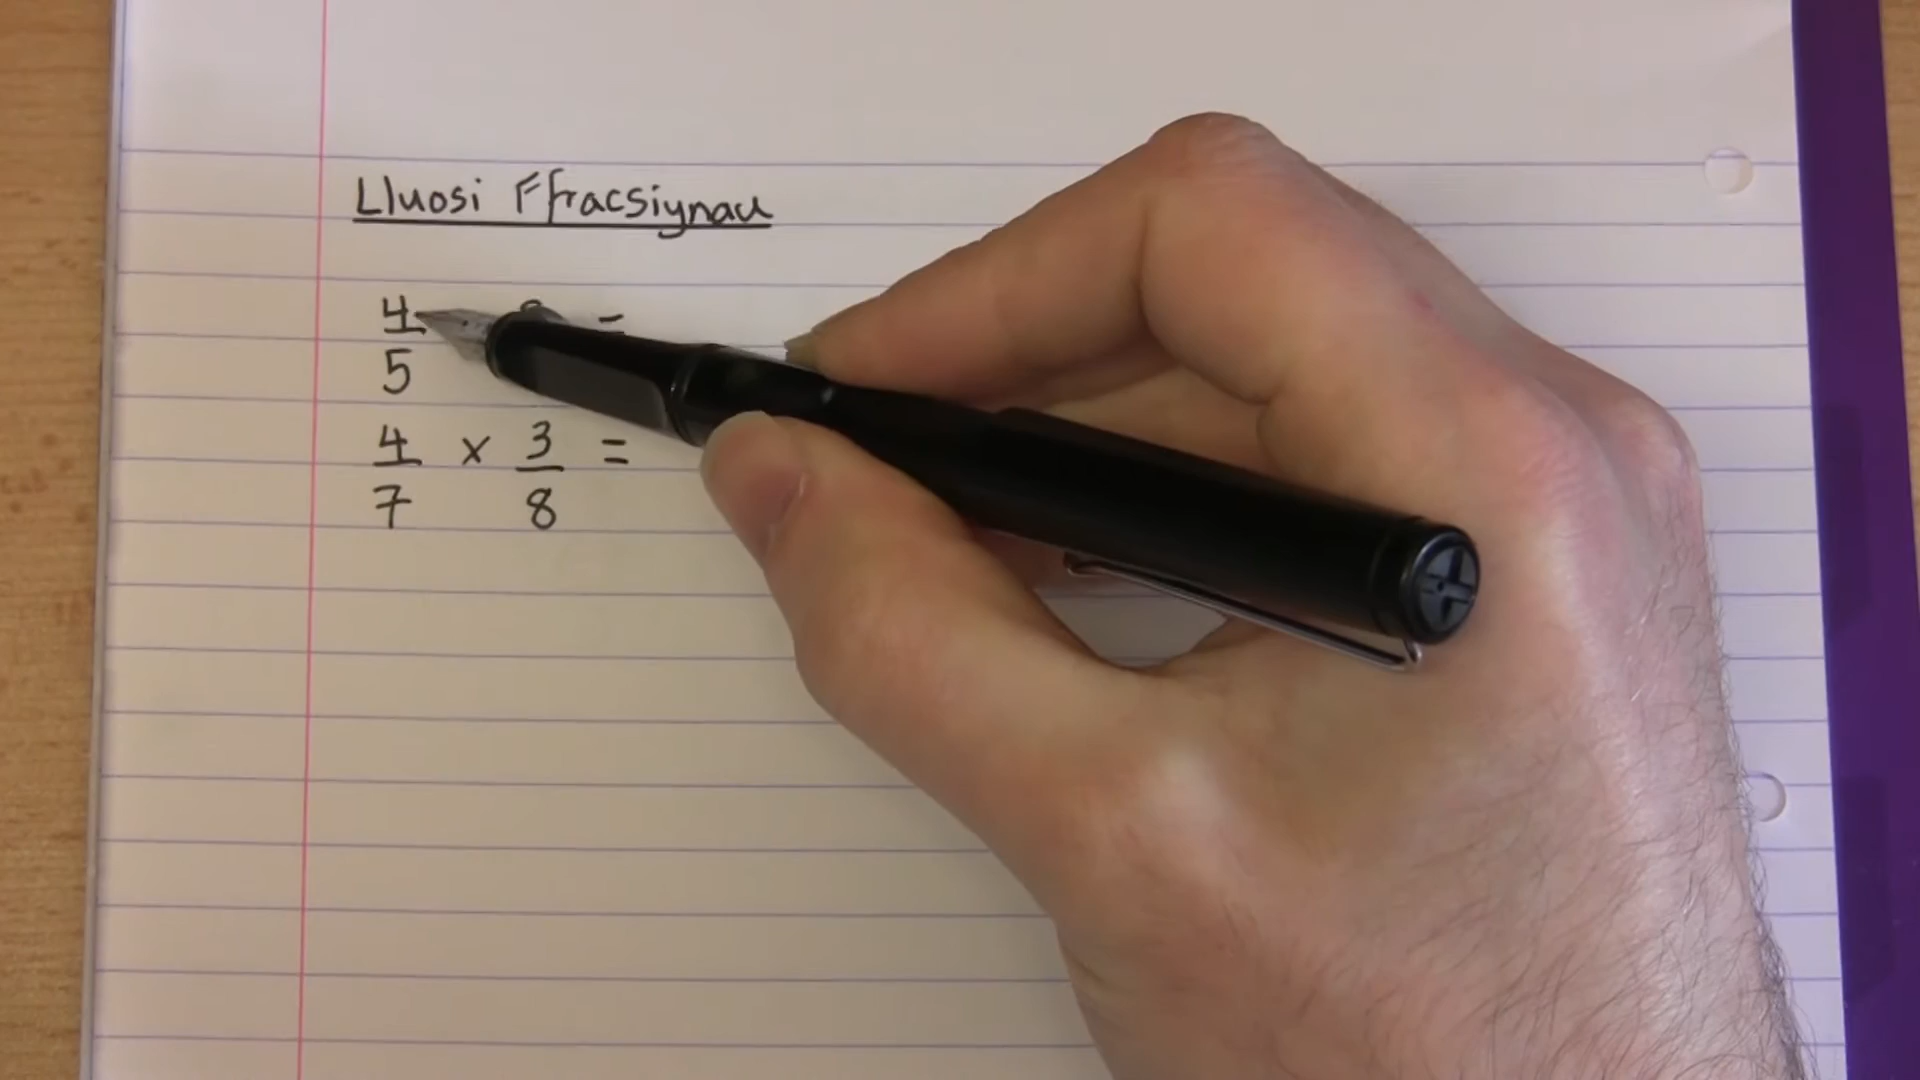 Lluosi Ffracsiynau
4/5 =
4/7 × 3/8 =